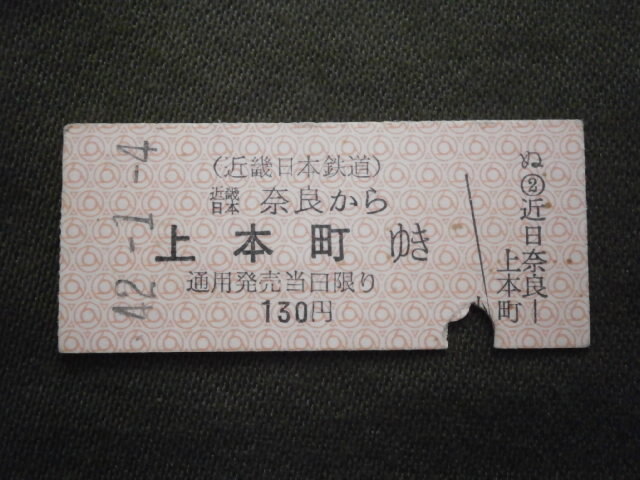 42-1-4
(近畿日本鉄道)
近畿日本 奈良から
上本町 ゆき
通用発売当日限り
130円
ぬ ② 近日奈良ー
上本町